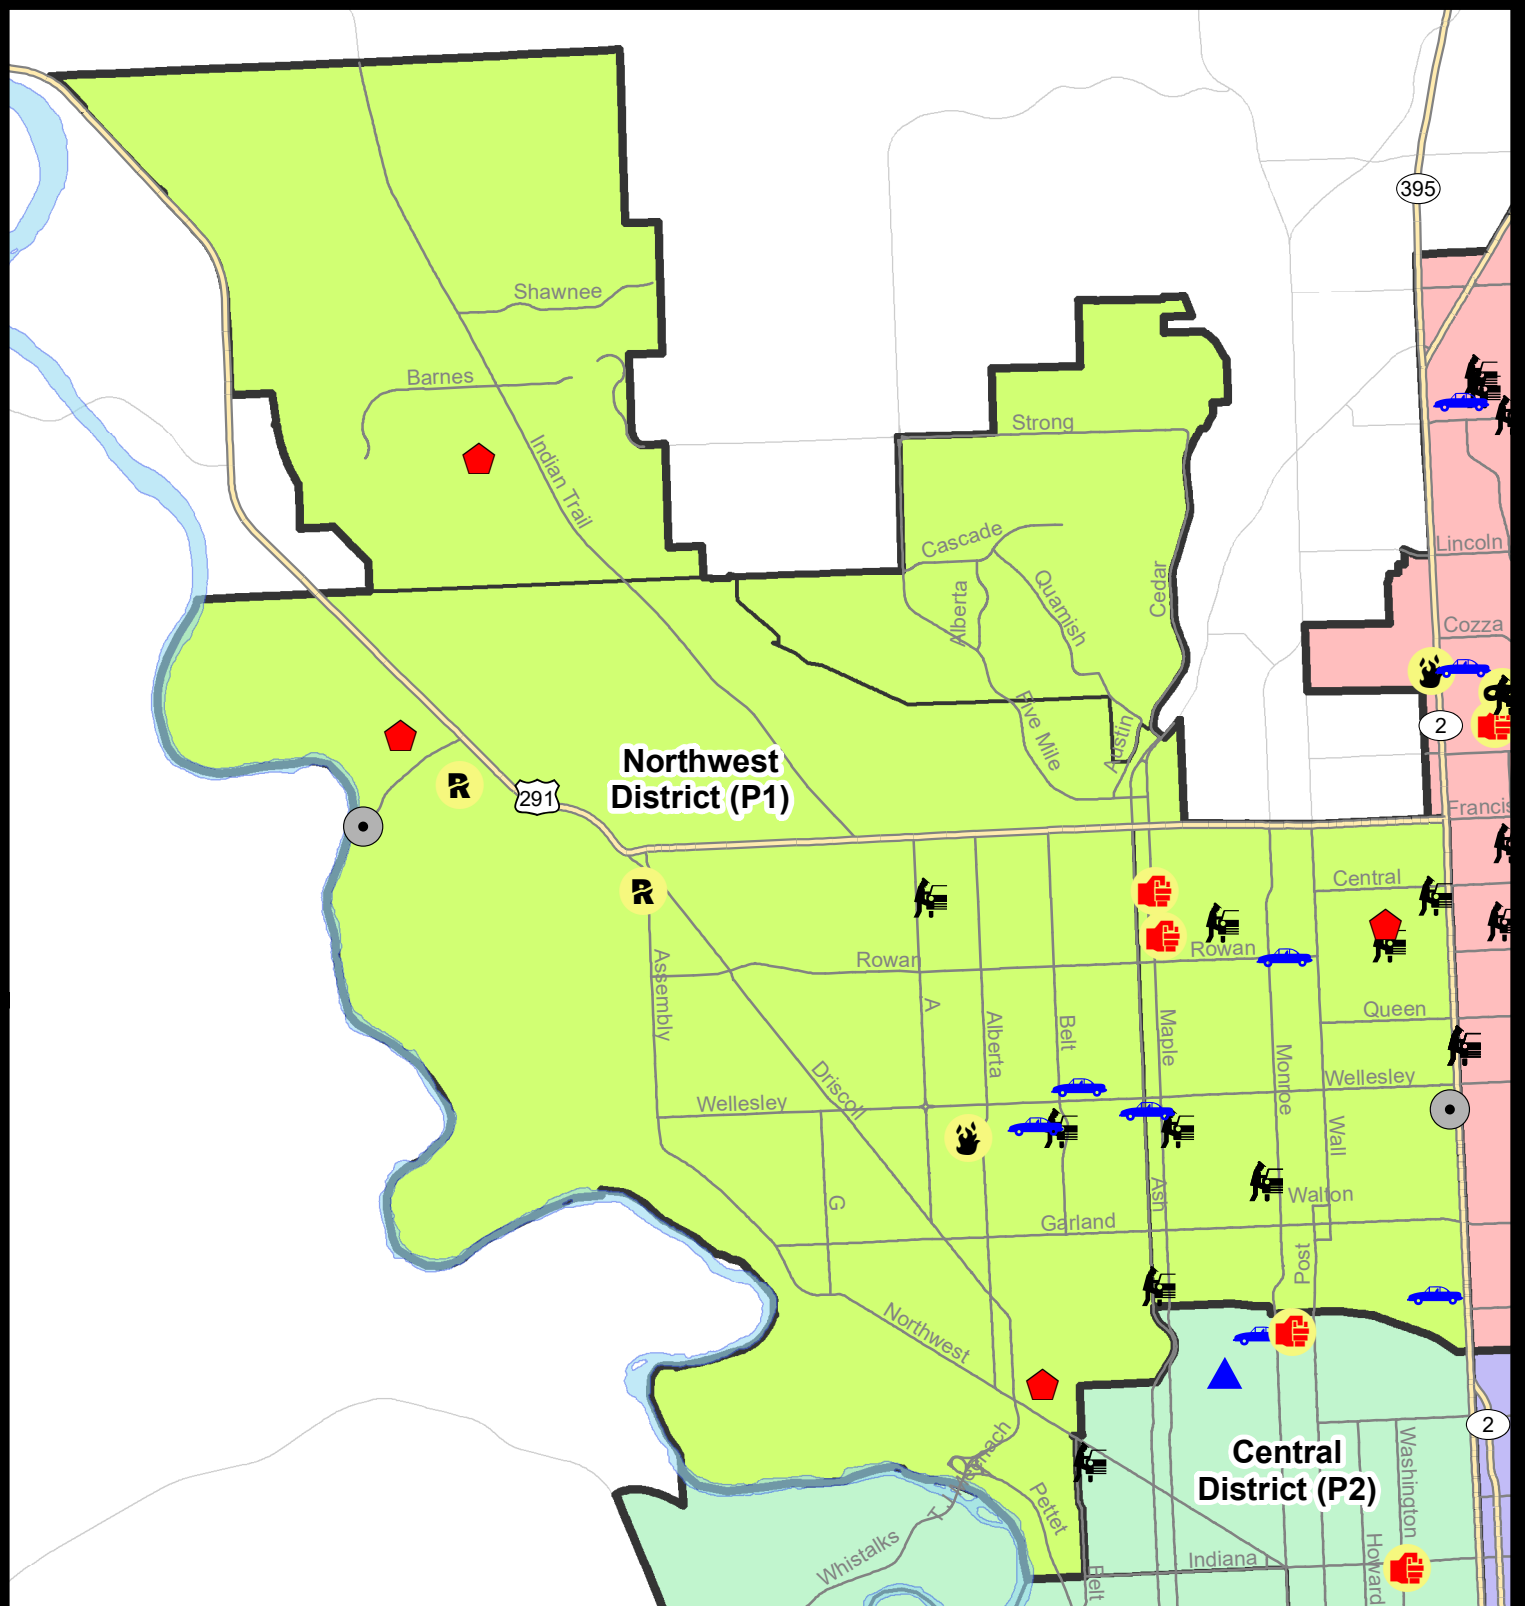 395
Shawnee
Barnes
Strong
Indian Trail
Cascade
Lincoln
Alberta
Quamish
Cedar
Cozza
Five Mile
Austin
2
Northwest
District (P1)
291
R
Francis
R
Central
Rowan
Rowan
Assembly
A
Alberta
Belt
Maple
Queen
Monroe
Driscoll
Wellesley
Wellesley
Wall
G
Ash
Walton
Garland
Post
Northwest
2
Central
District (P2)
Washington
Pettet
Whistalks
Indiana
Howard
Belt